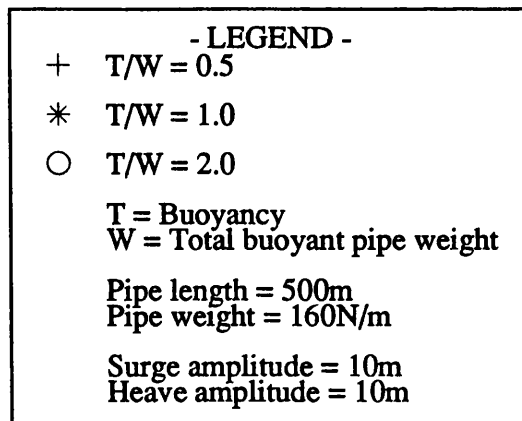 - LEGEND -
+ T/W = 0.5
* T/W = 1.0
○ T/W = 2.0
T = Buoyancy
W = Total buoyant pipe weight
Pipe length = 500m
Pipe weight = 160N/m
Surge amplitude = 10m
Heave amplitude = 10m